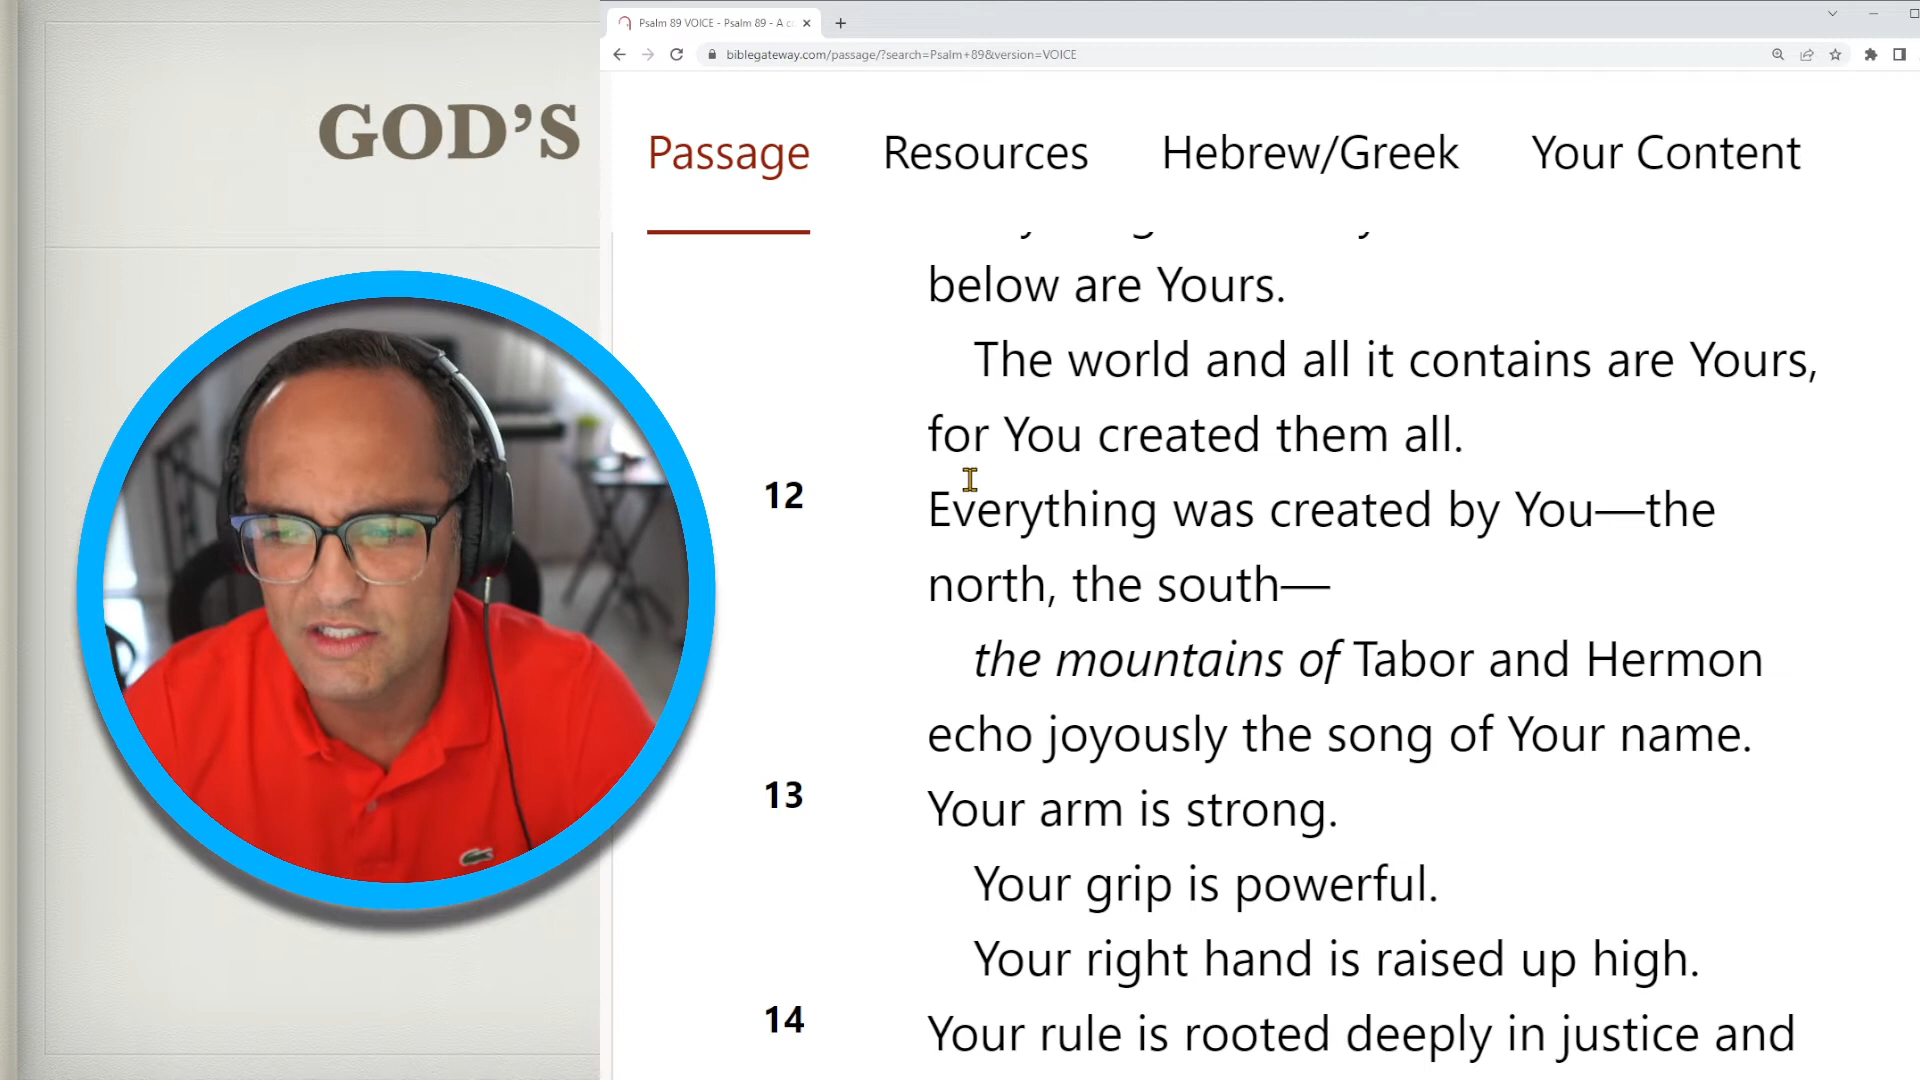 Psalm 89 VOICE - Psalm 89 - A c
biblegateway.com/passage/?search=Psalm+89&version=VOICE
GOD’S
Passage Resources Hebrew/Greek Your Content
below are Yours.
The world and all it contains are Yours,
for You created them all.
12 Everything was created by You—the
north, the south—
the mountains of Tabor and Hermon
echo joyously the song of Your name.
13 Your arm is strong.
Your grip is powerful.
Your right hand is raised up high.
14 Your rule is rooted deeply in justice and